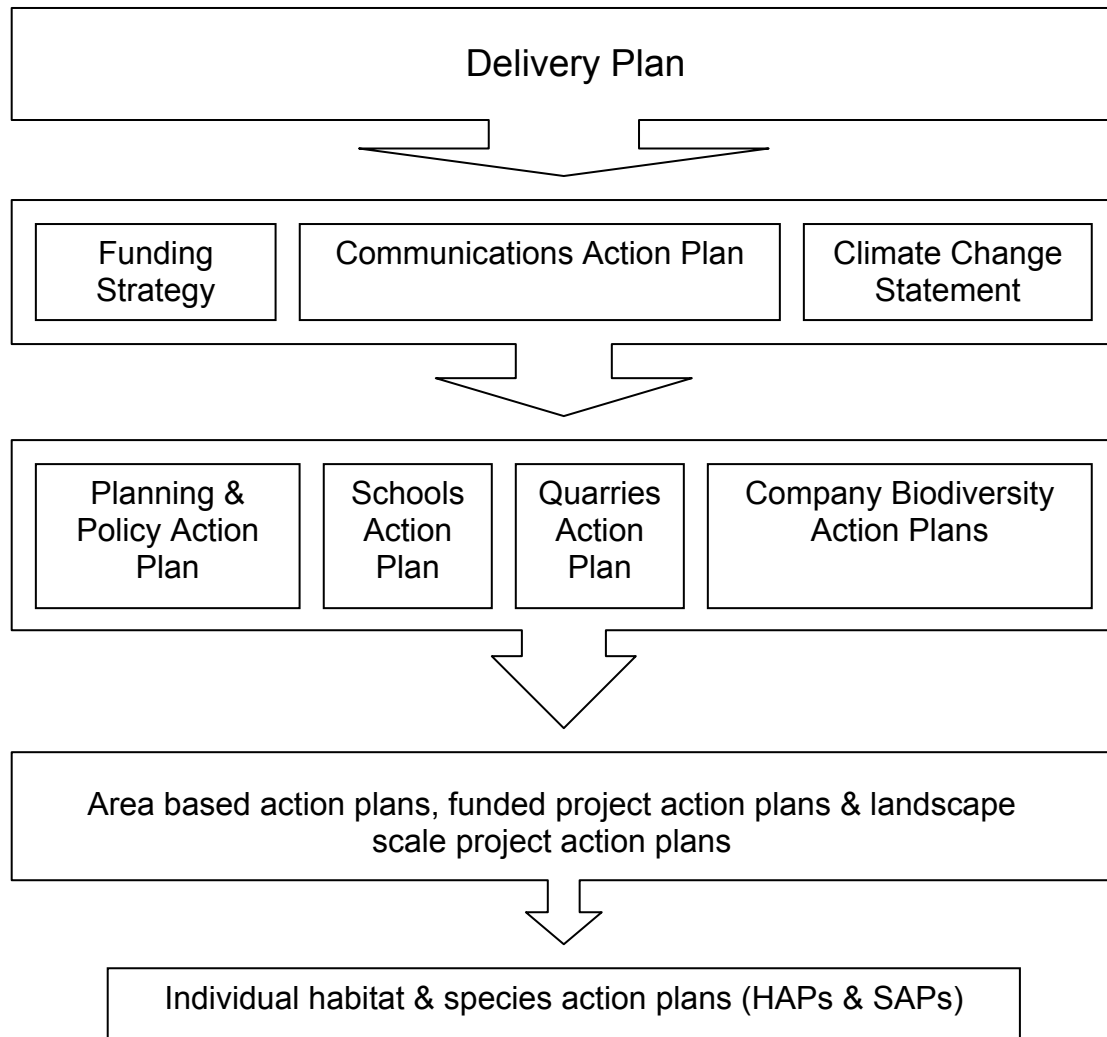 Delivery Plan
Funding
Strategy
Communications Action Plan
Climate Change
Statement
Planning &
Policy Action
Plan
Schools
Action
Plan
Quarries
Action
Plan
Company Biodiversity
Action Plans
Area based action plans, funded project action plans & landscape
scale project action plans
Individual habitat & species action plans (HAPs & SAPs)